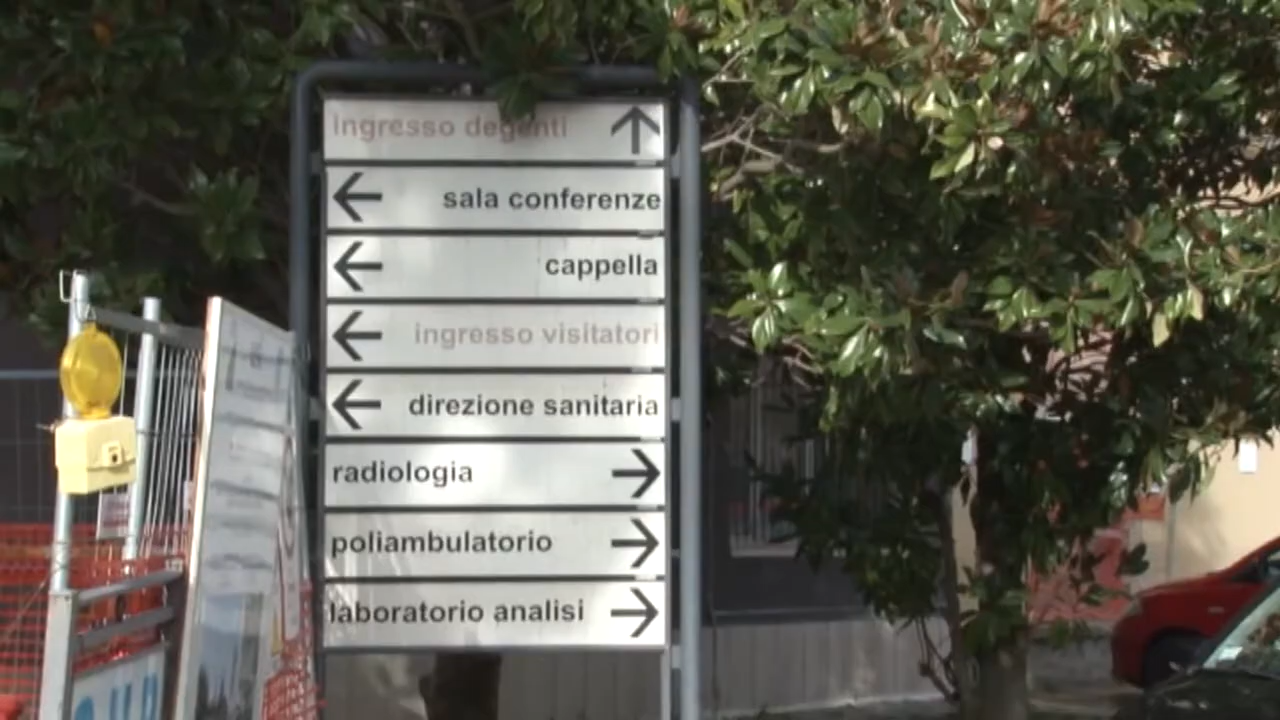 ingresso degenti
sala conferenze
cappella
ingresso visitatori
direzione sanitaria
radiologia
poliambulatorio
laboratorio analisi